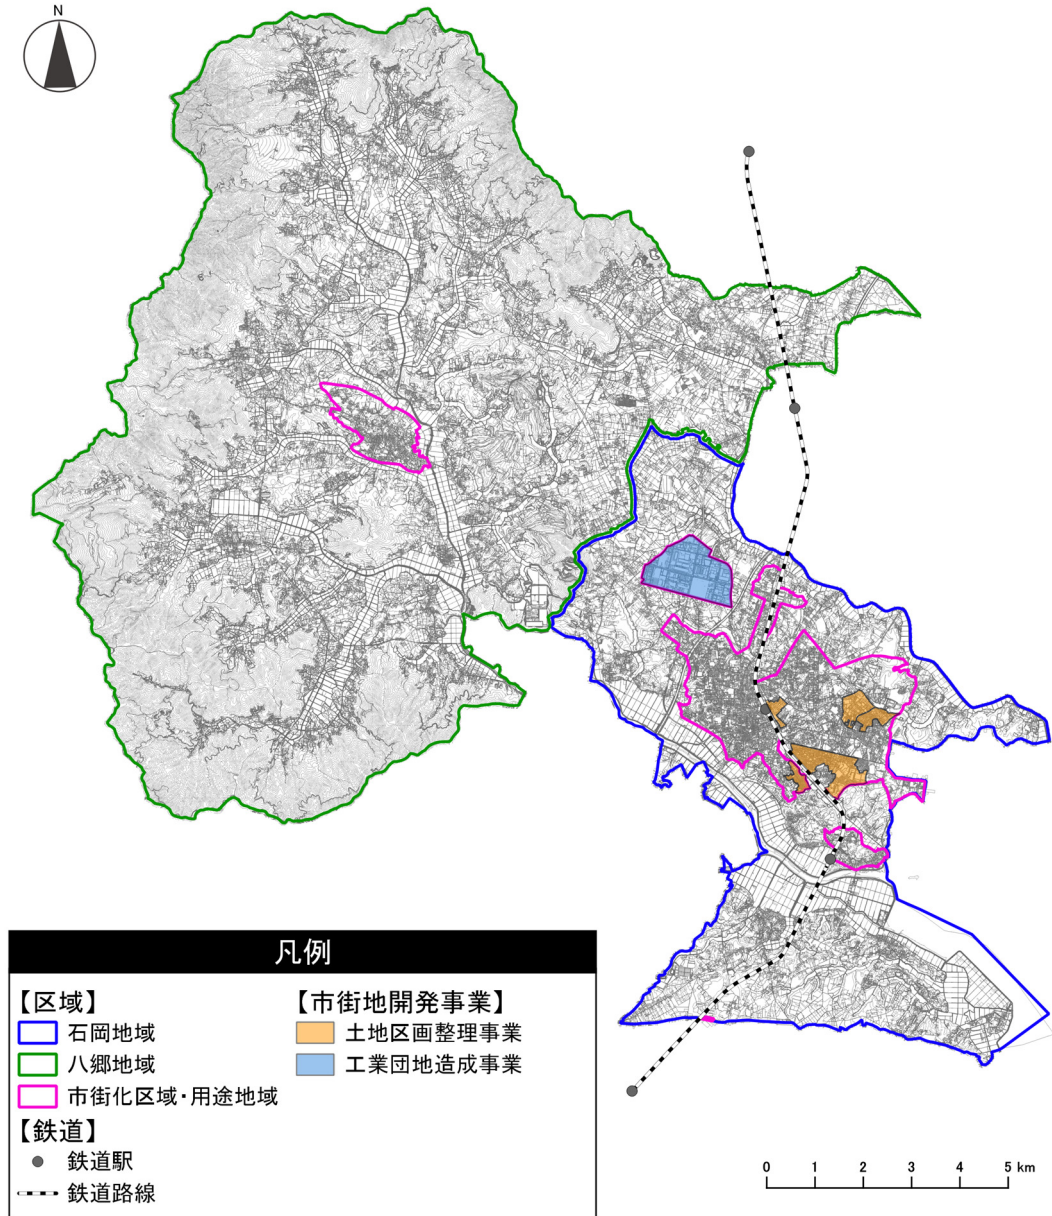 N
凡例
【区域】
石岡地域
八郷地域
市街化区域・用途地域
【鉄道】
鉄道駅
鉄道路線
【市街地開発事業】
土地区画整理事業
工業団地造成事業
0 1 2 3 4 5 km